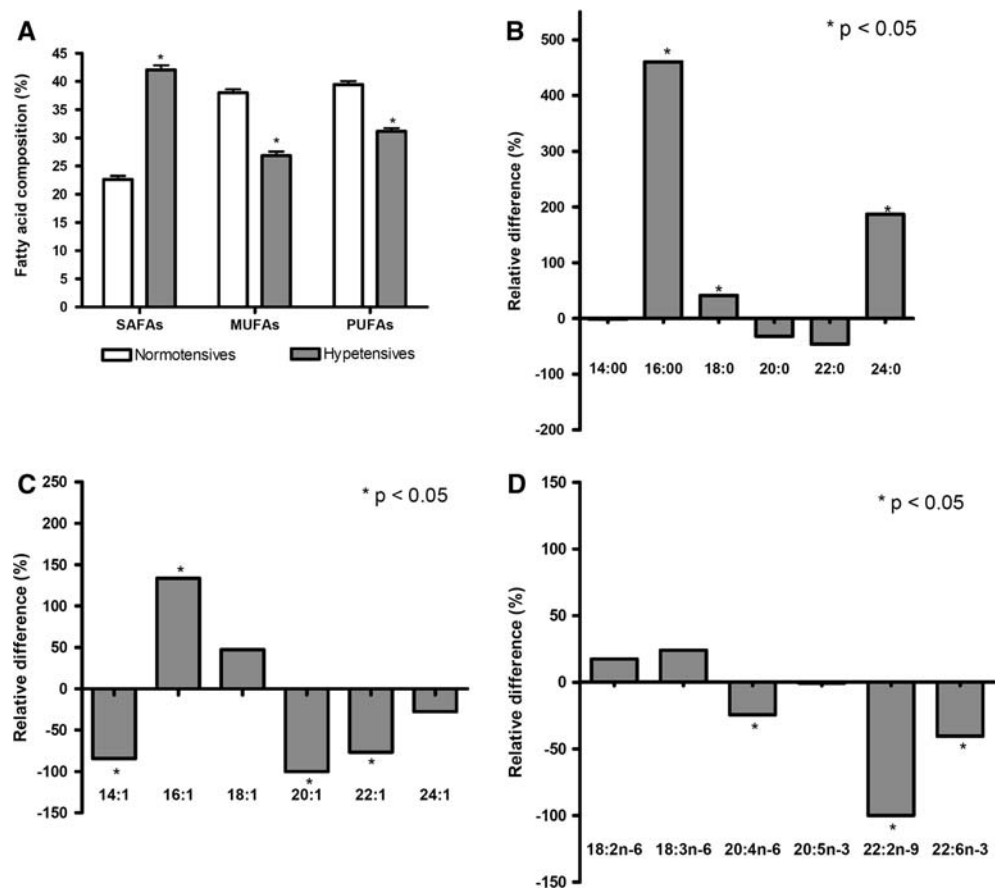 A
Fatty acid composition (%)
45
40
35
30
25
20
15
10
5
0
*
*
*
SAFAs MUFAs PUFAs
Normotensives Hypetensives
B
* p < 0.05
Relative difference (%)
500
400
300
200
100
0
-100
-200
*
*
*
14:00 16:00 18:0 20:0 22:0 24:0
C
* p < 0.05
Relative difference (%)
250
200
150
100
50
0
-50
-100
-150
*
*
*
*
14:1 16:1 18:1 20:1 22:1 24:1
D
* p < 0.05
Relative difference (%)
150
100
50
0
-50
-100
-150
*
*
*
18:2n-6 18:3n-6 20:4n-6 20:5n-3 22:2n-9 22:6n-3